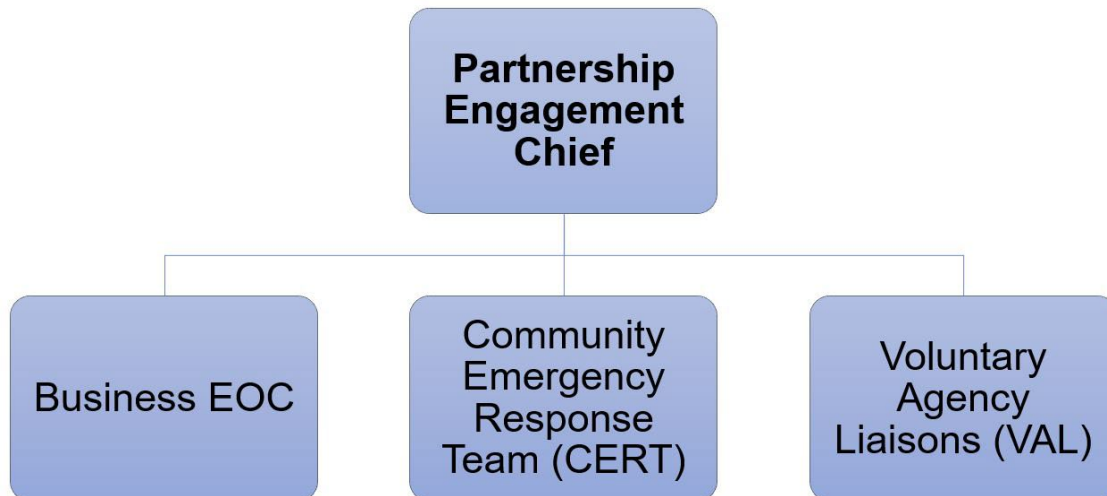 Partnership
Engagement
Chief
Business EOC
Community
Emergency
Response
Team (CERT)
Voluntary
Agency
Liaisons (VAL)